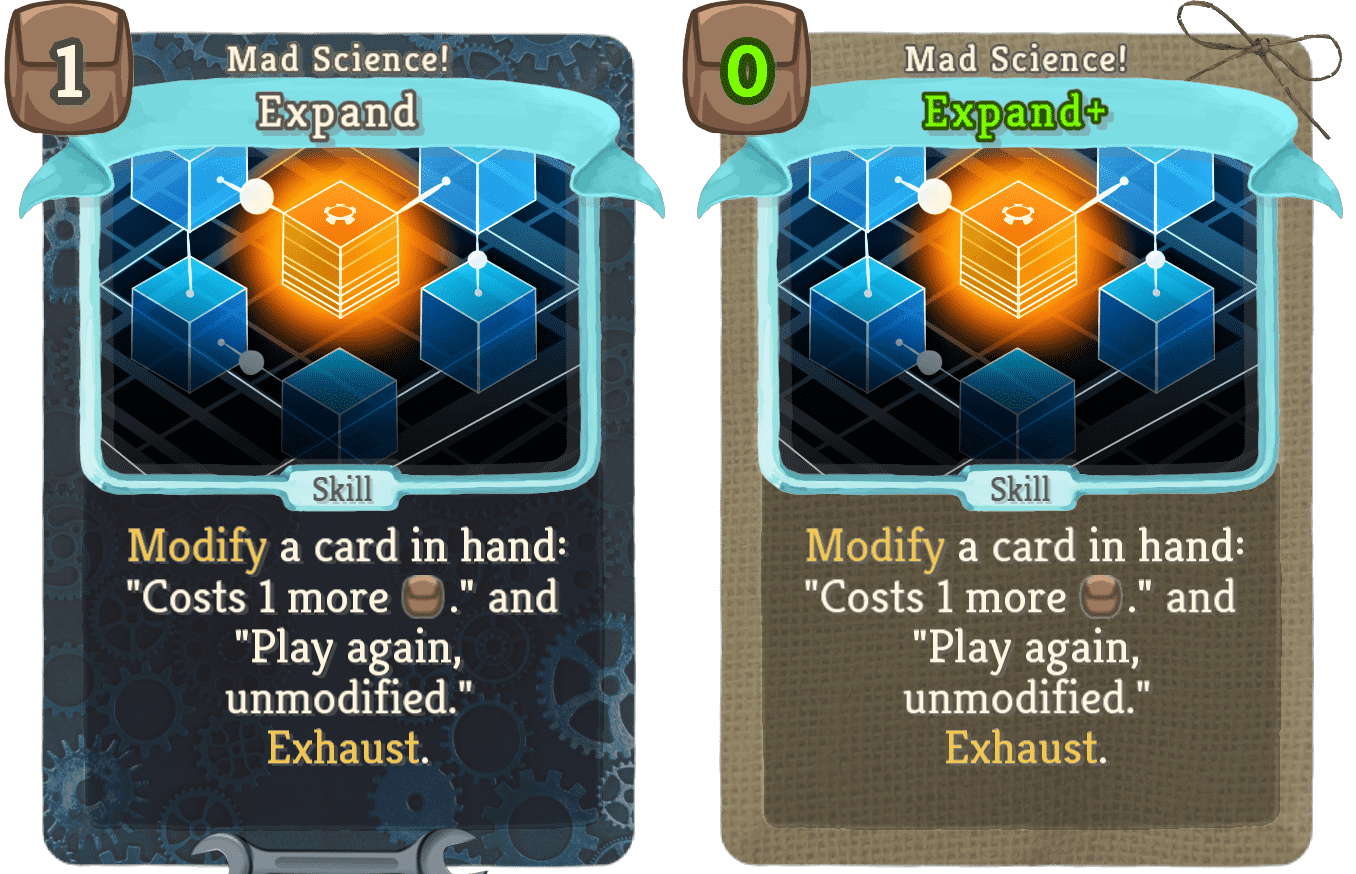 1
Mad Science!
Expand
Skill
Modify a card in hand:
"Costs 1 more ." and
"Play again,
unmodified."
Exhaust.
0
Mad Science!
Expand+
Skill
Modify a card in hand:
"Costs 1 more ." and
"Play again,
unmodified."
Exhaust.